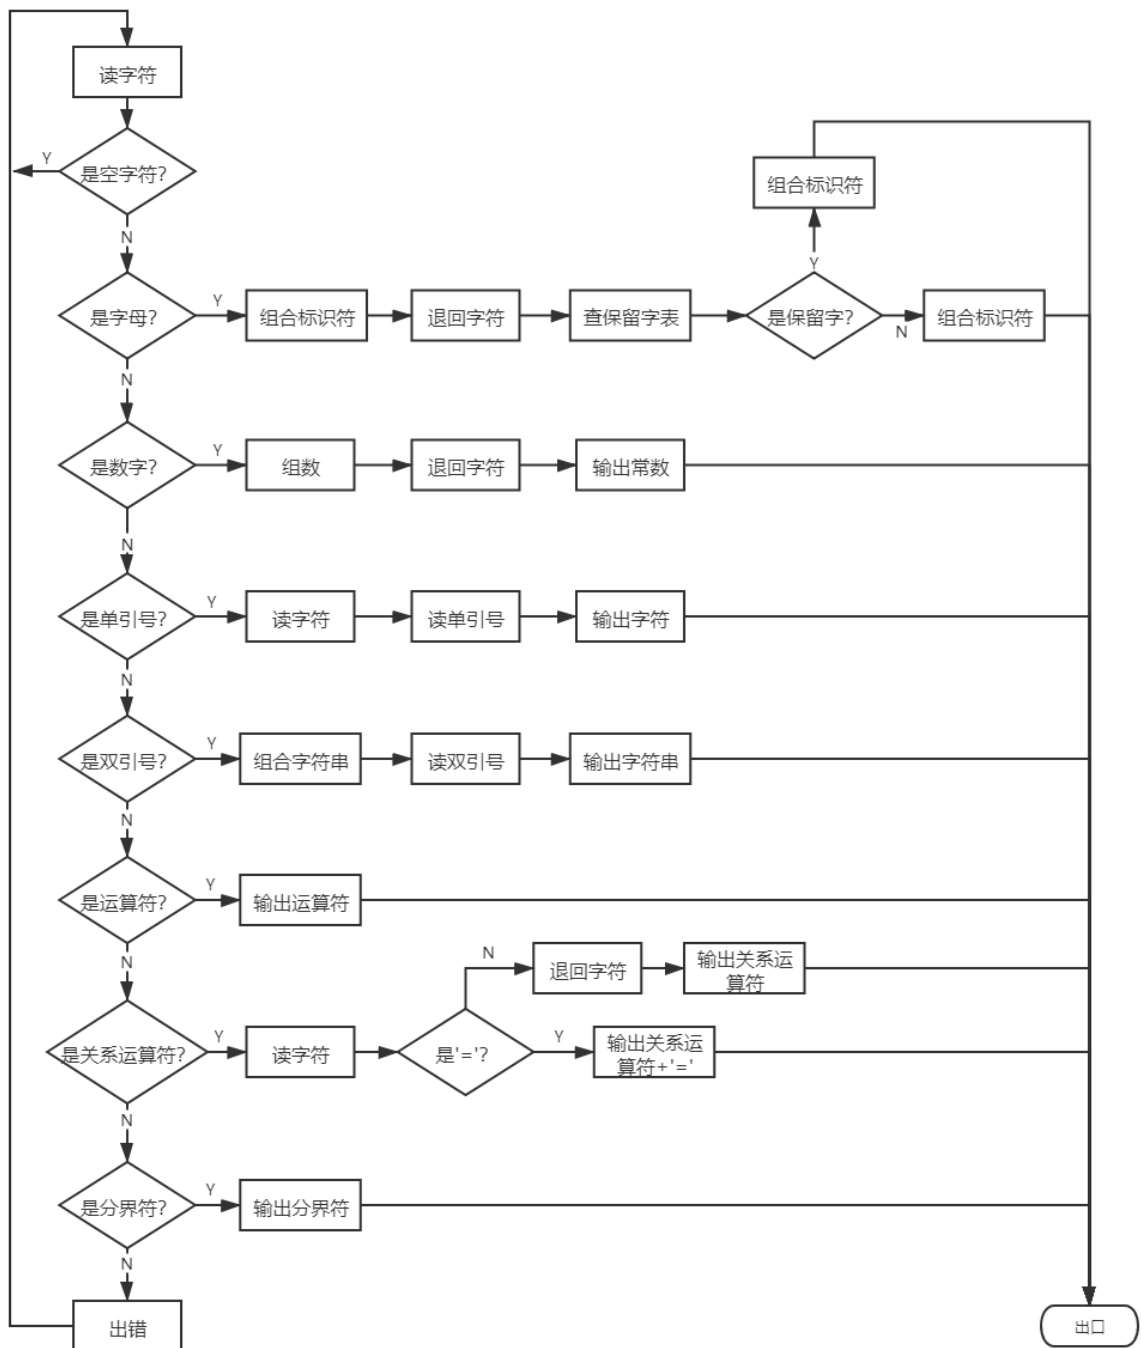 读字符
是空字符?
Y
N
是字母?
Y
组合标识符
退回字符
查保留字表
是保留字?
Y
组合标识符
N
组合标识符
N
是数字?
Y
组数
退回字符
输出常数
N
是单引号?
Y
读字符
读单引号
输出字符
N
是双引号?
Y
组合字符串
读双引号
输出字符串
N
是运算符?
Y
输出运算符
N
是关系运算符?
Y
读字符
是'='?
N
退回字符
输出关系运
算符
Y
输出关系运
算符+'='
N
是分界符?
Y
输出分界符
N
出错
出口